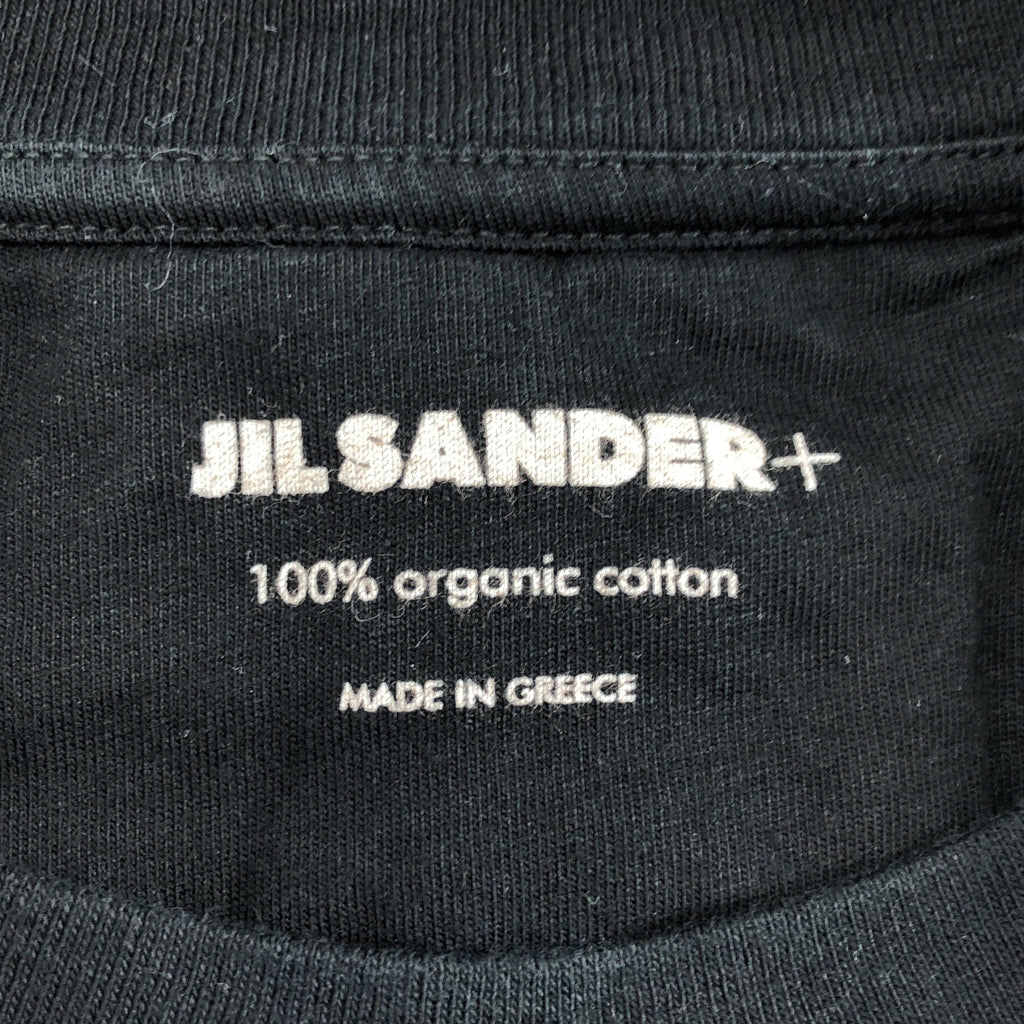 JIL SANDER+
100% organic cotton
MADE IN GREECE